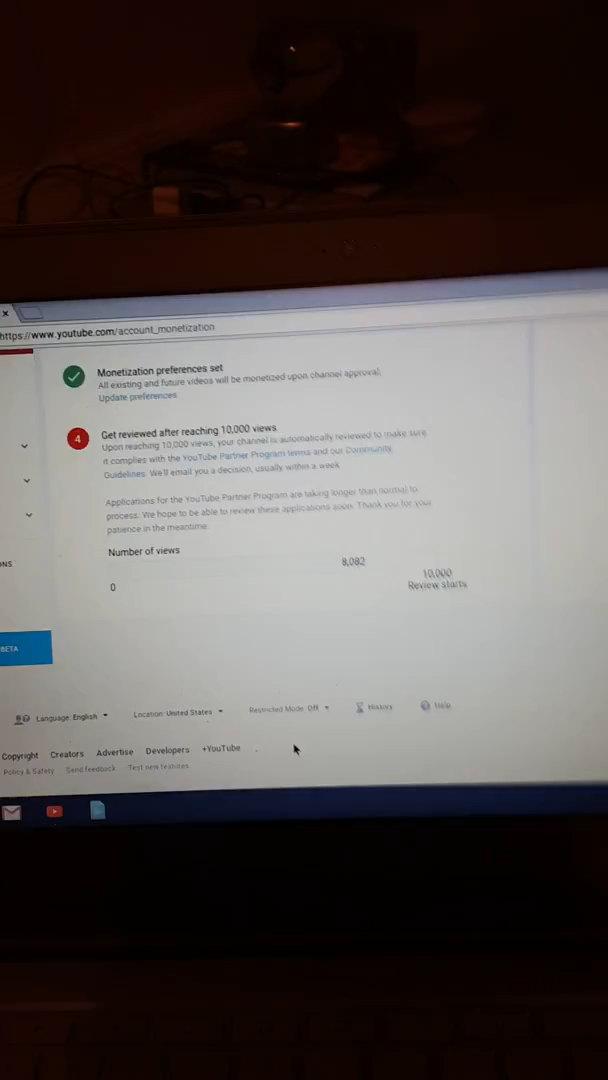 https://www.youtube.com/account_monetization
Monetization preferences set
All existing and future videos will be monetized upon channel approval.
Update preferences
4
Get reviewed after reaching 10,000 views
Upon reaching 10,000 views, your channel is automatically reviewed to make sure
it complies with the YouTube Partner Program terms and our Community
Guidelines. We'll email you a decision, usually within a week.
Applications for the YouTube Partner Program are taking longer than normal to
process. We hope to be able to review these applications soon. Thank you for your
patience in the meantime.
Number of views
8,082
0
10,000
Review starts
ONS
BETA
Language: English
Location: United States
Restricted Mode: Off
History
Help
Copyright
Creators
Advertise
Developers
+YouTube
Policy & Safety
Send feedback
Test new features